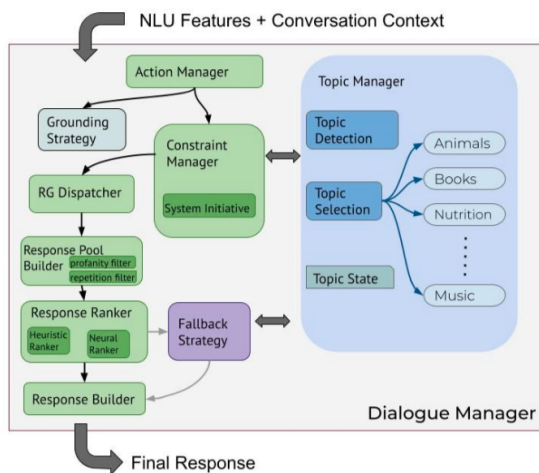 NLU Features + Conversation Context
Action Manager
Grounding
Strategy
Constraint
Manager
System Initiative
RG Dispatcher
Response Pool
Builder
profanity filter
repetition filter
Response Ranker
Heuristic
Ranker
Neural
Ranker
Fallback
Strategy
Response Builder
Topic Manager
Topic
Detection
Topic
Selection
Topic State
Animals
Books
Nutrition
Music
Dialogue Manager
Final Response